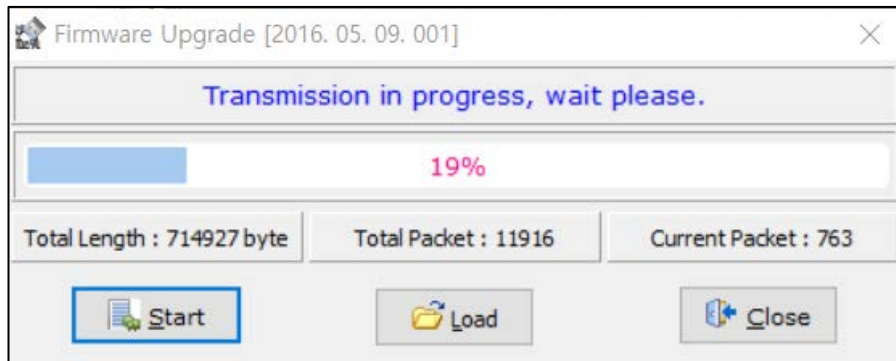 Firmware Upgrade [2016. 05. 09. 001]
Transmission in progress, wait please.
19%
Total Length : 714927 byte
Total Packet : 11916
Current Packet : 763
Start
Load
Close